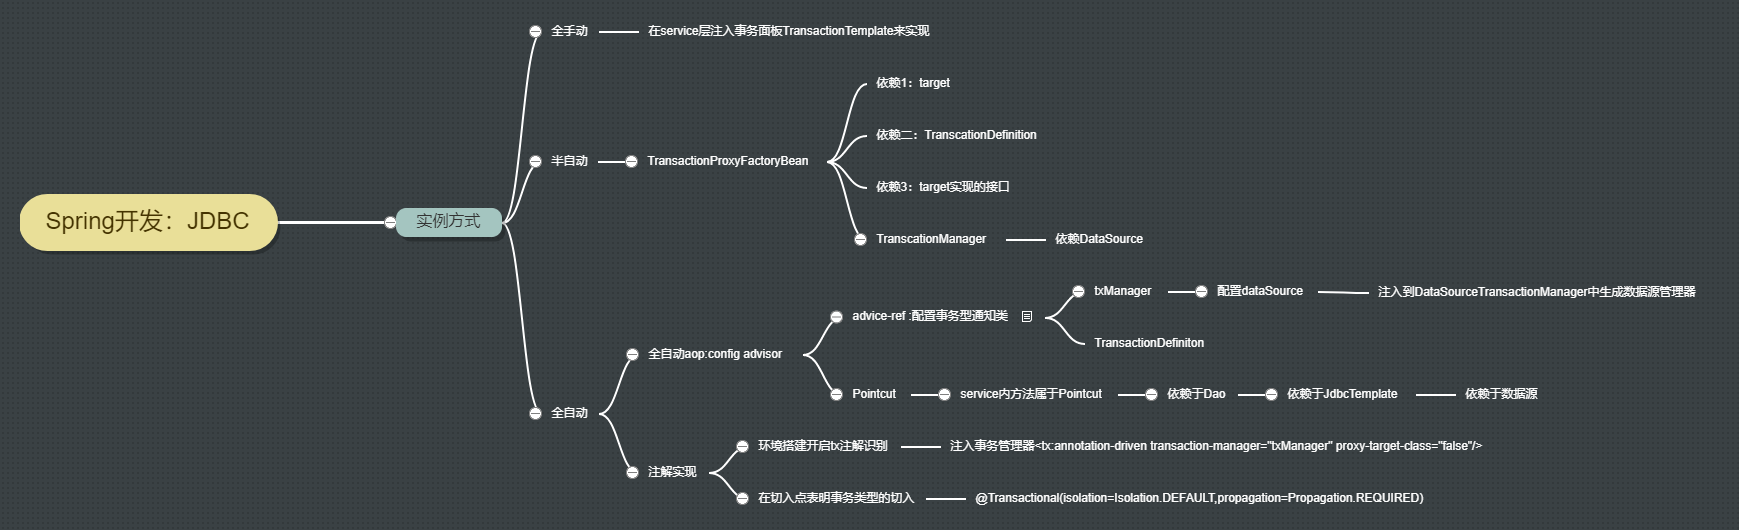 Spring开发：JDBC
实例方式
全手动
在service层注入事务面板TransactionTemplate来实现
半自动
TransactionProxyFactoryBean
依赖1：target
依赖二：TranscationDefinition
依赖3：target实现的接口
TranscationManager
依赖DataSource
全自动
全自动aop:config advisor
advice-ref :配置事务型通知类
txManager
配置dataSource
注入到DataSourceTransactionManager中生成数据源管理器
TransactionDefiniton
Pointcut
service内方法属于Pointcut
依赖于Dao
依赖于JdbcTemplate
依赖于数据源
注解实现
环境搭建开启tx注解识别
注入事务管理器<tx:annotation-driven transaction-manager="txManager" proxy-target-class="false"/>
在切入点表明事务类型的切入
@Transactional(isolation=Isolation.DEFAULT,propagation=Propagation.REQUIRED)